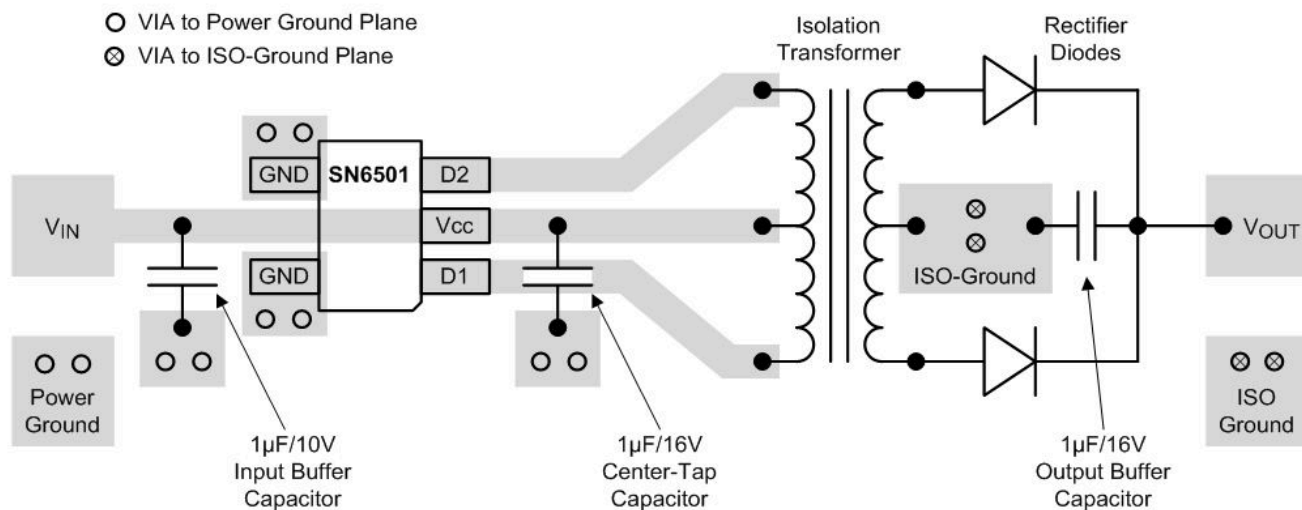 VIA to Power Ground Plane
VIA to ISO-Ground Plane
Isolation
Transformer
Rectifier
Diodes
GND
SN6501
D2
VIN
Vcc
GND
D1
ISO-Ground
VOUT
Power
Ground
ISO
Ground
1µF/10V
Input Buffer
Capacitor
1µF/16V
Center-Tap
Capacitor
1µF/16V
Output Buffer
Capacitor